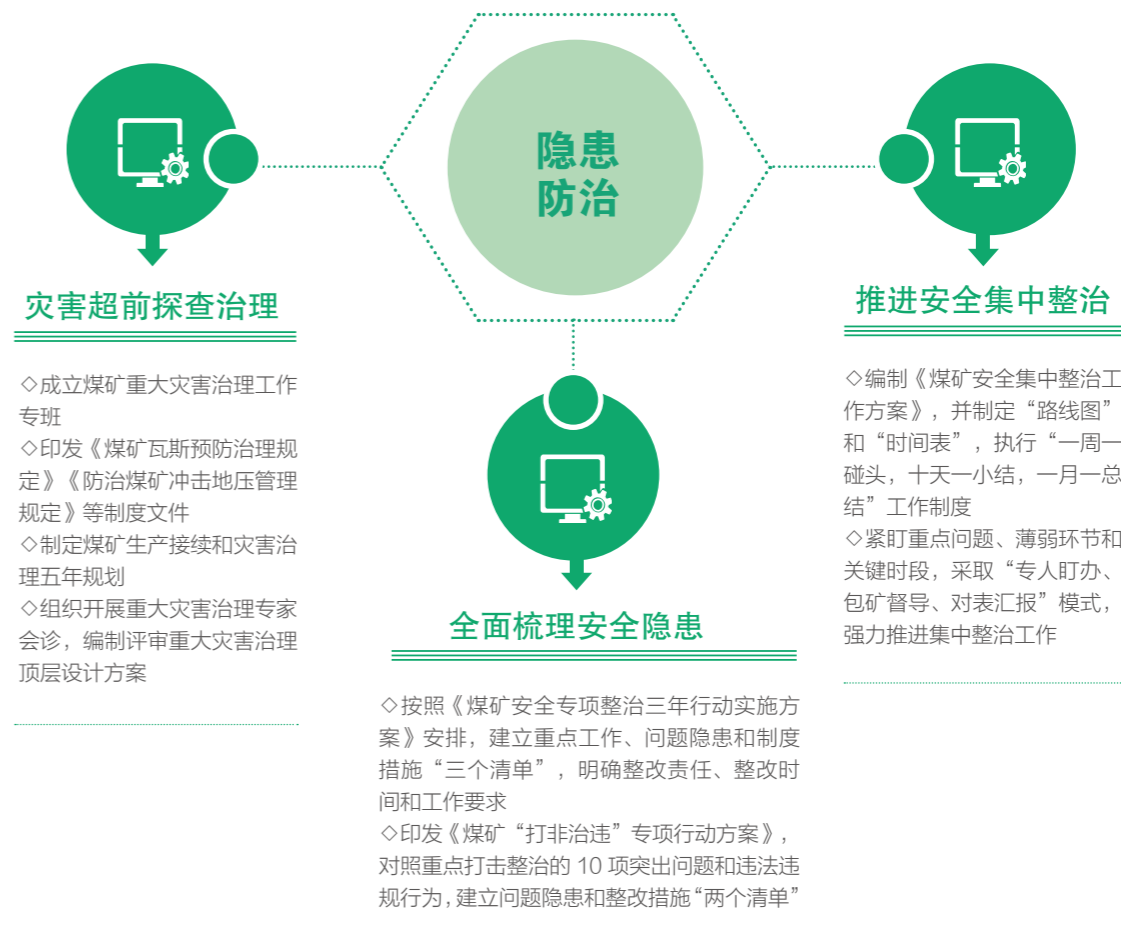 隐患
防治
灾害超前探查治理
◇成立煤矿重大灾害治理工作
专班
◇印发《煤矿瓦斯预防治理规
定》《防治煤矿冲击地压管理
规定》等制度文件
◇制定煤矿生产接续和灾害治
理五年规划
◇组织开展重大灾害治理专家
会诊，编制评审重大灾害治理
顶层设计方案
全面梳理安全隐患
◇按照《煤矿安全专项整治三年行动实施方
案》安排，建立重点工作、问题隐患和制度
措施“三个清单”，明确整改责任、整改时
间和工作要求
◇印发《煤矿“打非治违”专项行动方案》，
对照重点打击整治的 10 项突出问题和违法违
规行为，建立问题隐患和整改措施“两个清单”
推进安全集中整治
◇编制《煤矿安全集中整治工
作方案》，并制定“路线图”
和“时间表”，执行“一周一
碰头，十天一小结，一月一总
结”工作制度
◇紧盯重点问题、薄弱环节和
关键时段，采取“专人盯办、
包矿督导、对表汇报”模式，
强力推进集中整治工作